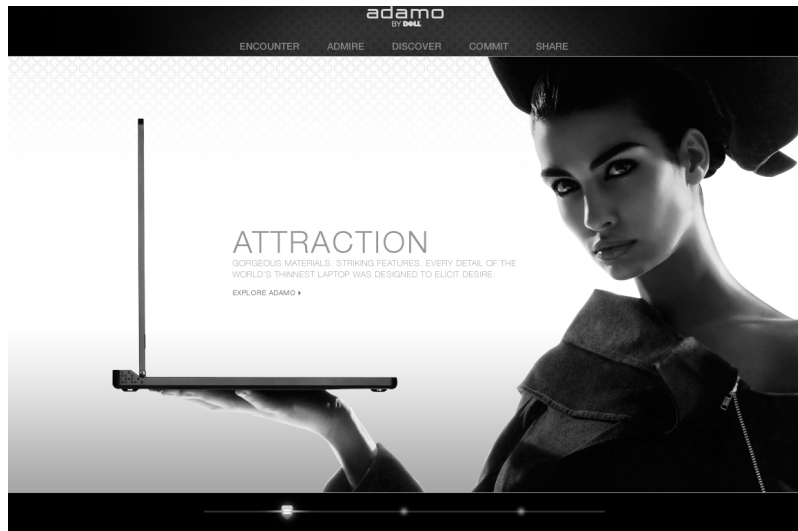 adamo
BY DELL
ENCOUNTER ADMIRE DISCOVER COMMIT SHARE
ATTRACTION
GORGEOUS MATERIALS. STRIKING FEATURES. EVERY DETAIL OF THE
WORLD'S THINNEST LAPTOP WAS DESIGNED TO ELICIT DESIRE.
EXPLORE ADAMO